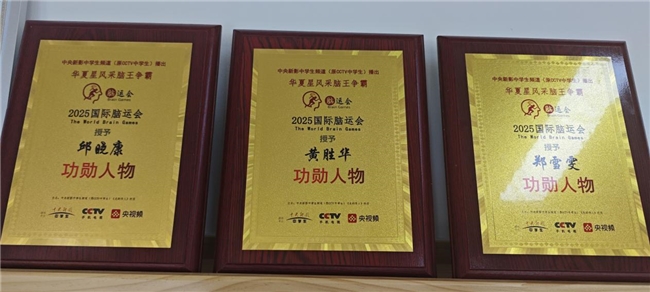 中央新影中学生频道（原CCTV中学生）播出
华夏星风采脑王争霸
脑运会
Brain Games
2025国际脑运会
The World Brain Games
授予
邱晓康
功勋人物
CCTV
央视频
中央新影中学生频道（原CCTV中学生）播出
华夏星风采脑王争霸
脑运会
Brain Games
2025国际脑运会
The World Brain Games
授予
黄胜华
功勋人物
CCTV
央视频
中央新影中学生频道（原CCTV中学生）播出
华夏星风采脑王争霸
脑运会
Brain Games
2025国际脑运会
The World Brain Games
授予
郑雪雯
功勋人物
CCTV
央视频